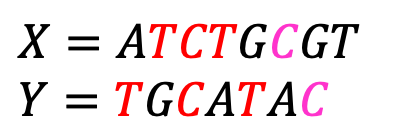 X = ATCTGCGT
Y = TGCATAC